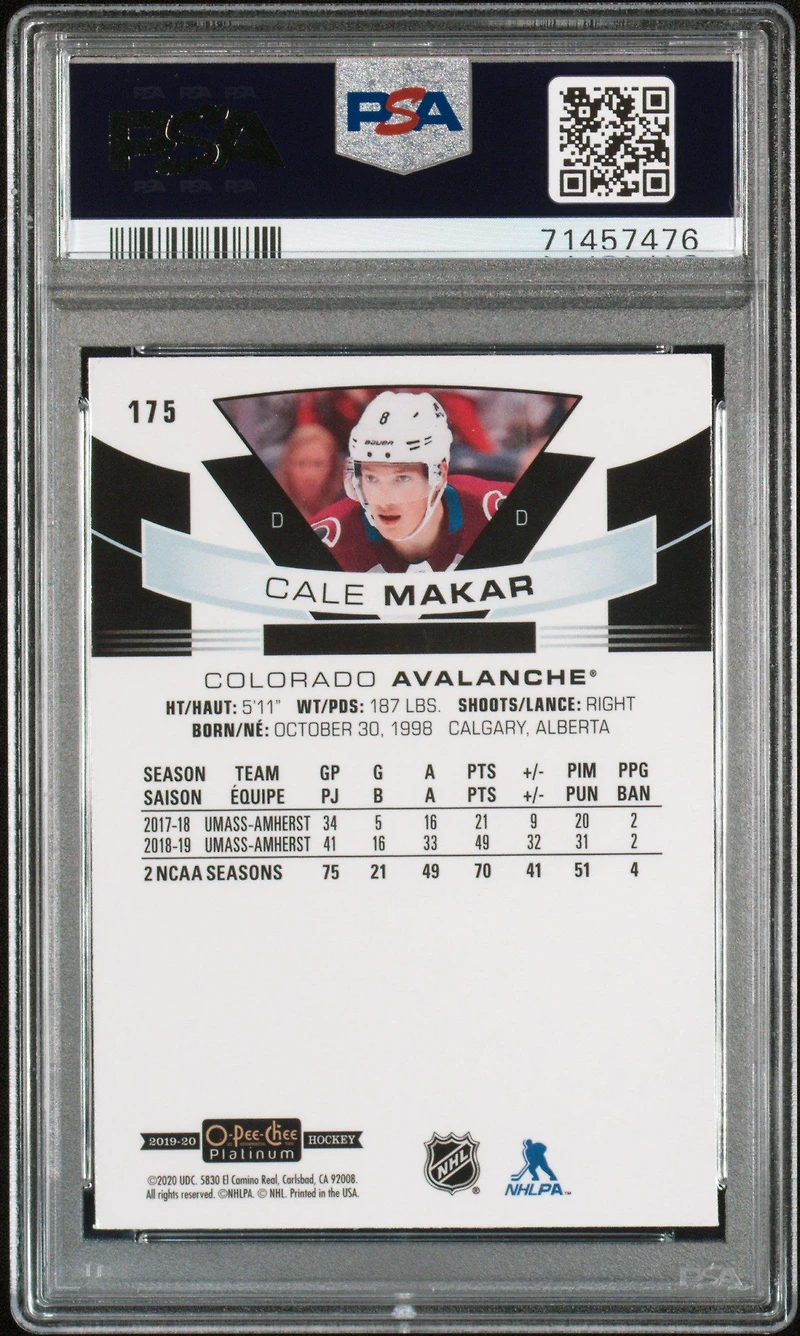 PSA
PSA
71457476
175
8
BAUER
D
D
CALE MAKAR
COLORADO AVALANCHE®
HT/HAUT: 5'11" WT/PDS: 187 LBS. SHOOTS/LANCE: RIGHT
BORN/NÉ: OCTOBER 30, 1998 CALGARY, ALBERTA
SEASON TEAM GP G A PTS +/- PIM PPG
SAISON ÉQUIPE PJ B A PTS +/- PUN BAN
2017-18 UMASS-AMHERST 34 5 16 21 9 20 2
2018-19 UMASS-AMHERST 41 16 33 49 32 31 2
2 NCAA SEASONS 75 21 49 70 41 51 4
2019-20 O-Pee-Chee HOCKEY
Platinum
NHL®
NHLPA™
©2020 UDC. 5830 El Camino Real, Carlsbad, CA 92008.
All rights reserved. ©NHLPA. © NHL. Printed in the USA.
PSA